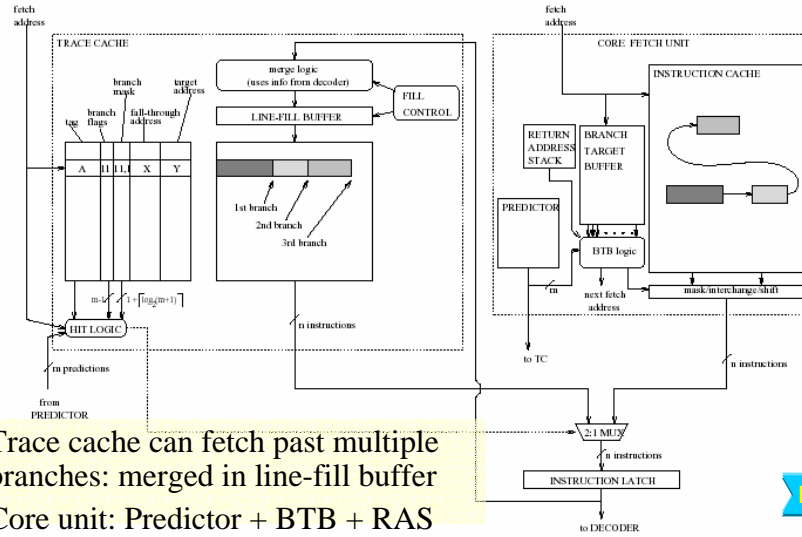 fetch
address
TRACE CACHE
merge logic
(uses info from decoder)
FILL
CONTROL
LINE-FILL BUFFER
tag
branch
flags
branch
mask
fall-through
address
target
address
A 11 11,1 X Y
1st branch
2nd branch
3rd branch
m-1
1+⌈log2(m+1)⌉
HIT LOGIC
n instructions
m predictions
from
PREDICTOR
fetch
address
CORE FETCH UNIT
INSTRUCTION CACHE
RETURN
ADDRESS
STACK
BRANCH
TARGET
BUFFER
PREDICTOR
BTB logic
m
next fetch
address
mask/interchange/shift
to TC
n instructions
2:1 MUX
n instructions
INSTRUCTION LATCH
to DECODER
Trace cache can fetch past multiple
branches: merged in line-fill buffer
Core unit: Predictor + BTB + RAS